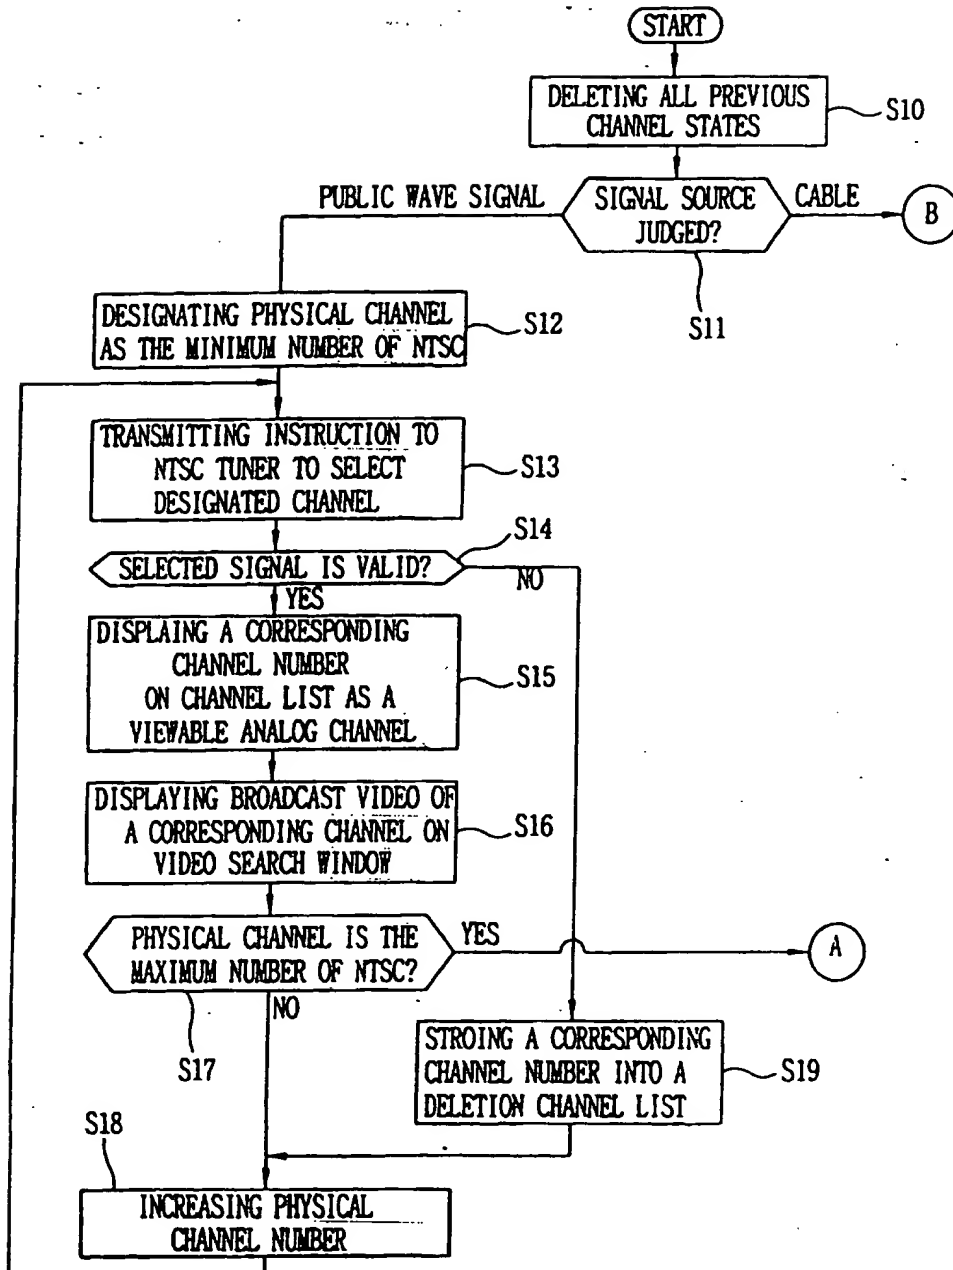 START
DELETING ALL PREVIOUS
CHANNEL STATES
S10
PUBLIC WAVE SIGNAL
SIGNAL SOURCE
JUDGED?
CABLE
B
S11
DESIGNATING PHYSICAL CHANNEL
AS THE MINIMUM NUMBER OF NTSC
S12
TRANSMITTING INSTRUCTION TO
NTSC TUNER TO SELECT
DESIGNATED CHANNEL
S13
S14
SELECTED SIGNAL IS VALID?
NO
YES
DISPLAING A CORRESPONDING
CHANNEL NUMBER
ON CHANNEL LIST AS A
VIEWABLE ANALOG CHANNEL
S15
DISPLAYING BROADCAST VIDEO OF
A CORRESPONDING CHANNEL ON
VIDEO SEARCH WINDOW
S16
PHYSICAL CHANNEL IS THE
MAXIMUM NUMBER OF NTSC?
YES
A
NO
S17
STROING A CORRESPONDING
CHANNEL NUMBER INTO A
DELETION CHANNEL LIST
S19
S18
INCREASING PHYSICAL
CHANNEL NUMBER